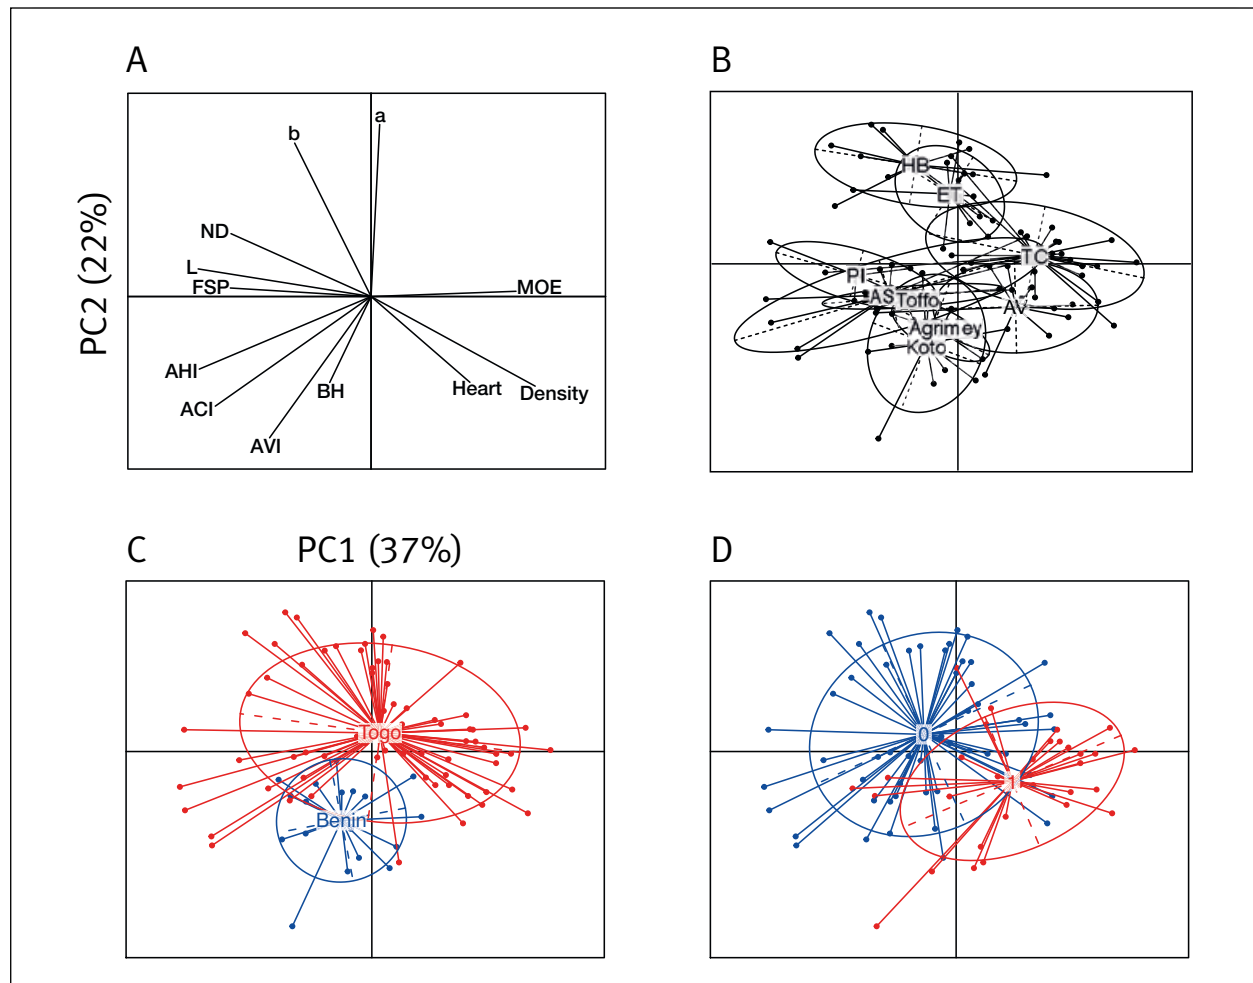 A
B
a
b
HB
ET
ND
TC
L
PI
FSP
MOE
AS
Toffo
AV
Agrimey
Koto
AHI
BH
Heart
Density
ACI
AVI
PC2 (22%)
C
PC1 (37%)
D
Togo
0
1
Benin